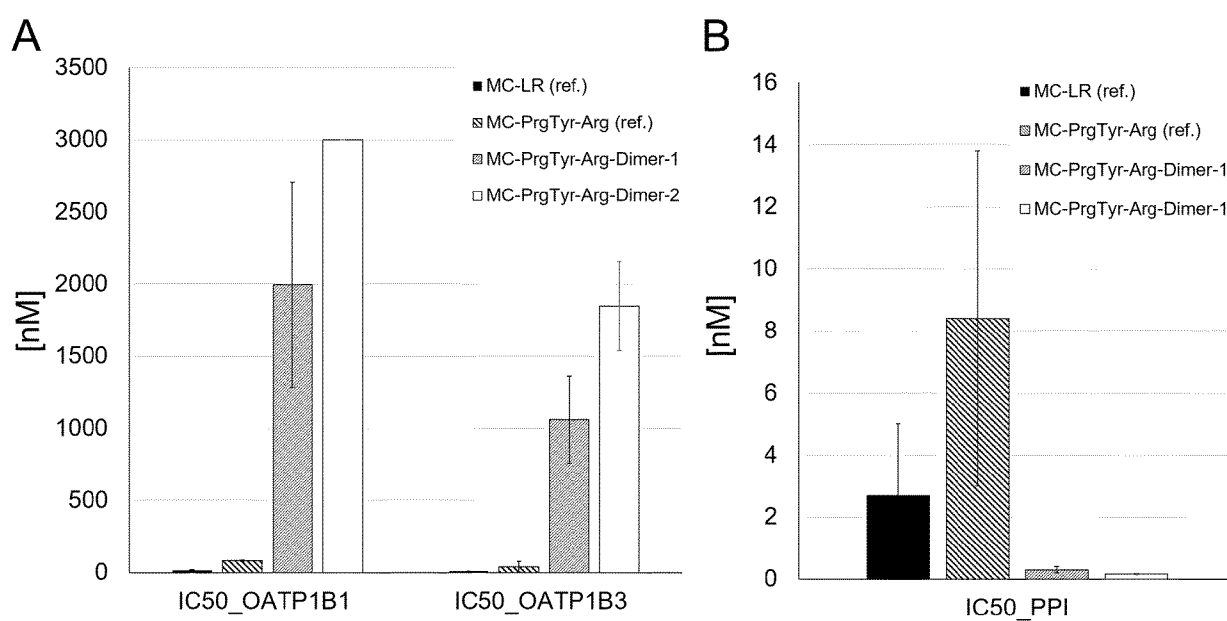 A
3500
3000
2500
2000
1500
1000
500
0
[nM]
MC-LR (ref.)
MC-PrgTyr-Arg (ref.)
MC-PrgTyr-Arg-Dimer-1
MC-PrgTyr-Arg-Dimer-2
IC50_OATP1B1
IC50_OATP1B3
B
16
14
12
10
8
6
4
2
0
[nM]
MC-LR (ref.)
MC-PrgTyr-Arg (ref.)
MC-PrgTyr-Arg-Dimer-1
MC-PrgTyr-Arg-Dimer-1
IC50_PPI